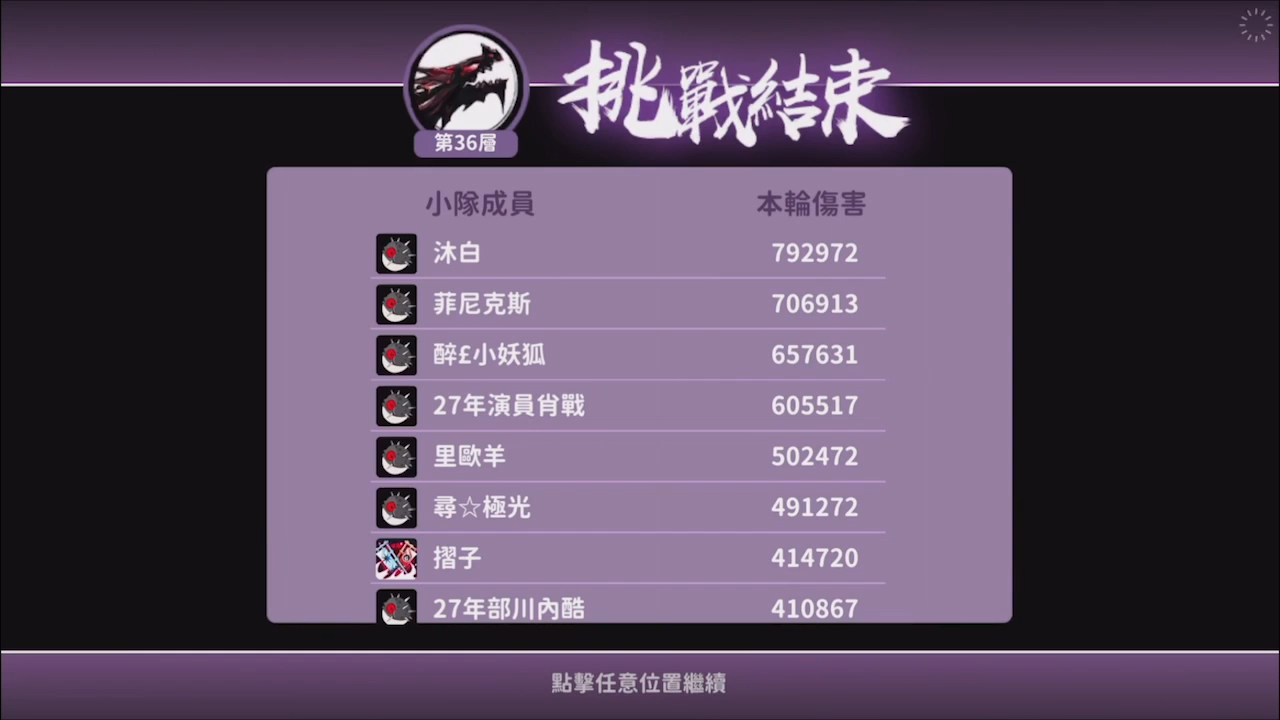 挑戰結束
第36層
小隊成員 本輪傷害
沐白 792972
菲尼克斯 706913
醉£小妖狐 657631
27年演員肖戰 605517
里歐羊 502472
尋☆極光 491272
摺子 414720
27年部川內酷 410867
點擊任意位置繼續